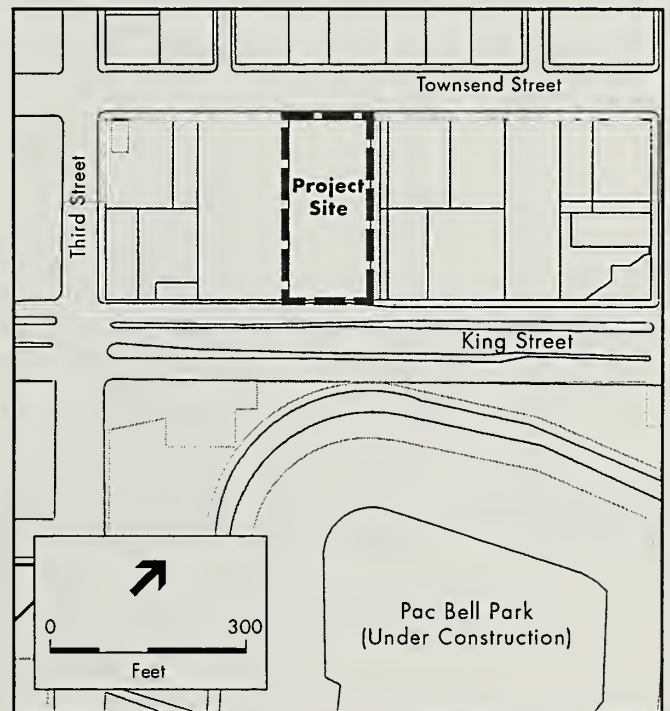 Townsend Street
Third Street
Project
Site
King Street
0 300
Feet
Pac Bell Park
(Under Construction)